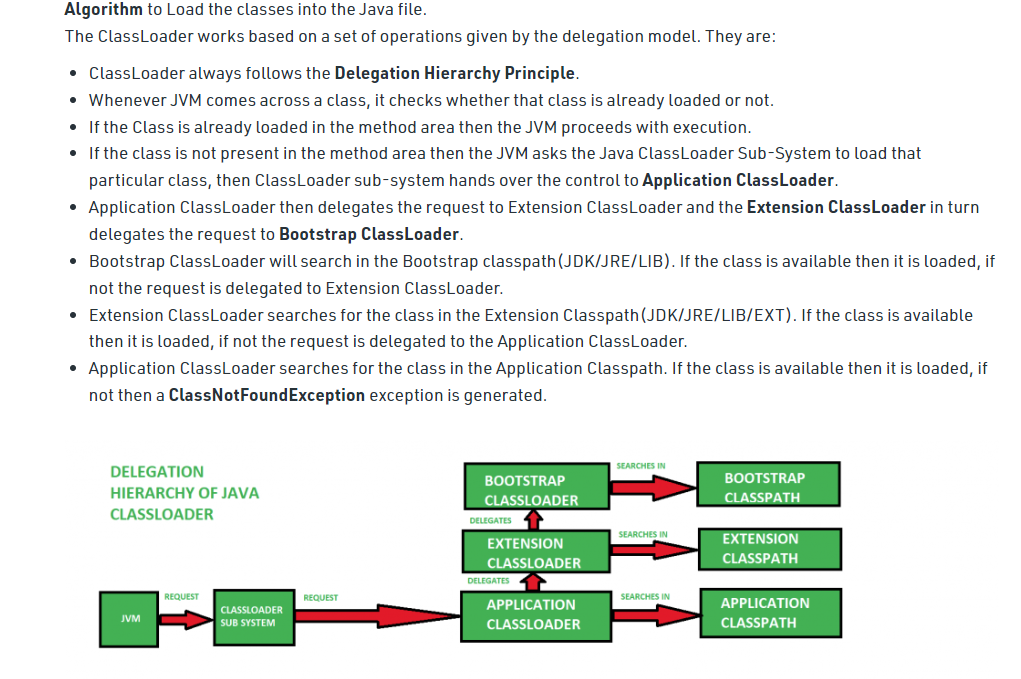 Algorithm to Load the classes into the Java file.
The ClassLoader works based on a set of operations given by the delegation model. They are:
• ClassLoader always follows the Delegation Hierarchy Principle.
• Whenever JVM comes across a class, it checks whether that class is already loaded or not.
• If the Class is already loaded in the method area then the JVM proceeds with execution.
• If the class is not present in the method area then the JVM asks the Java ClassLoader Sub-System to load that
particular class, then ClassLoader sub-system hands over the control to Application ClassLoader.
• Application ClassLoader then delegates the request to Extension ClassLoader and the Extension ClassLoader in turn
delegates the request to Bootstrap ClassLoader.
• Bootstrap ClassLoader will search in the Bootstrap classpath(JDK/JRE/LIB). If the class is available then it is loaded, if
not the request is delegated to Extension ClassLoader.
• Extension ClassLoader searches for the class in the Extension Classpath(JDK/JRE/LIB/EXT). If the class is available
then it is loaded, if not the request is delegated to the Application ClassLoader.
• Application ClassLoader searches for the class in the Application Classpath. If the class is available then it is loaded, if
not then a ClassNotFoundException exception is generated.
DELEGATION
HIERARCHY OF JAVA
CLASSLOADER
BOOTSTRAP
CLASSLOADER
SEARCHES IN
BOOTSTRAP
CLASSPATH
DELEGATES
EXTENSION
CLASSLOADER
SEARCHES IN
EXTENSION
CLASSPATH
DELEGATES
JVM
REQUEST
CLASSLOADER
SUB SYSTEM
REQUEST
APPLICATION
CLASSLOADER
SEARCHES IN
APPLICATION
CLASSPATH